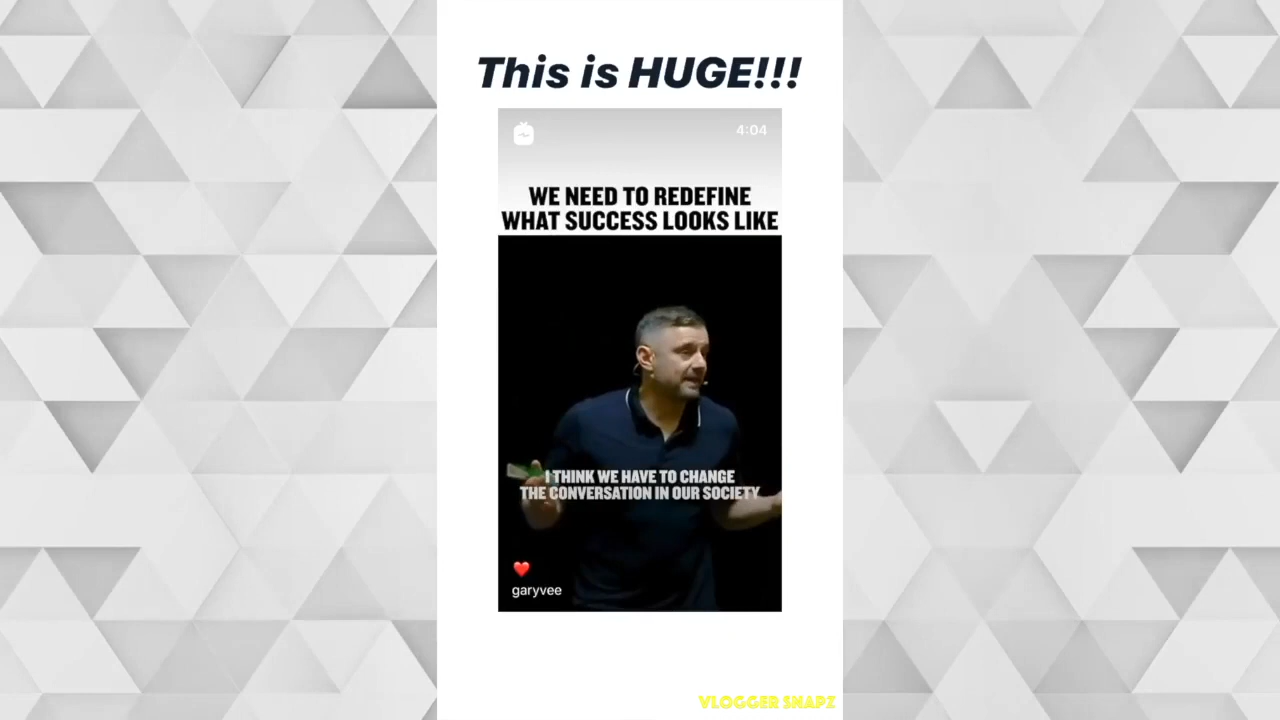 This is HUGE!!!
4:04
WE NEED TO REDEFINE
WHAT SUCCESS LOOKS LIKE
I THINK WE HAVE TO CHANGE
THE CONVERSATION IN OUR SOCIETY
garyvee
VLOGGER SNAPZ